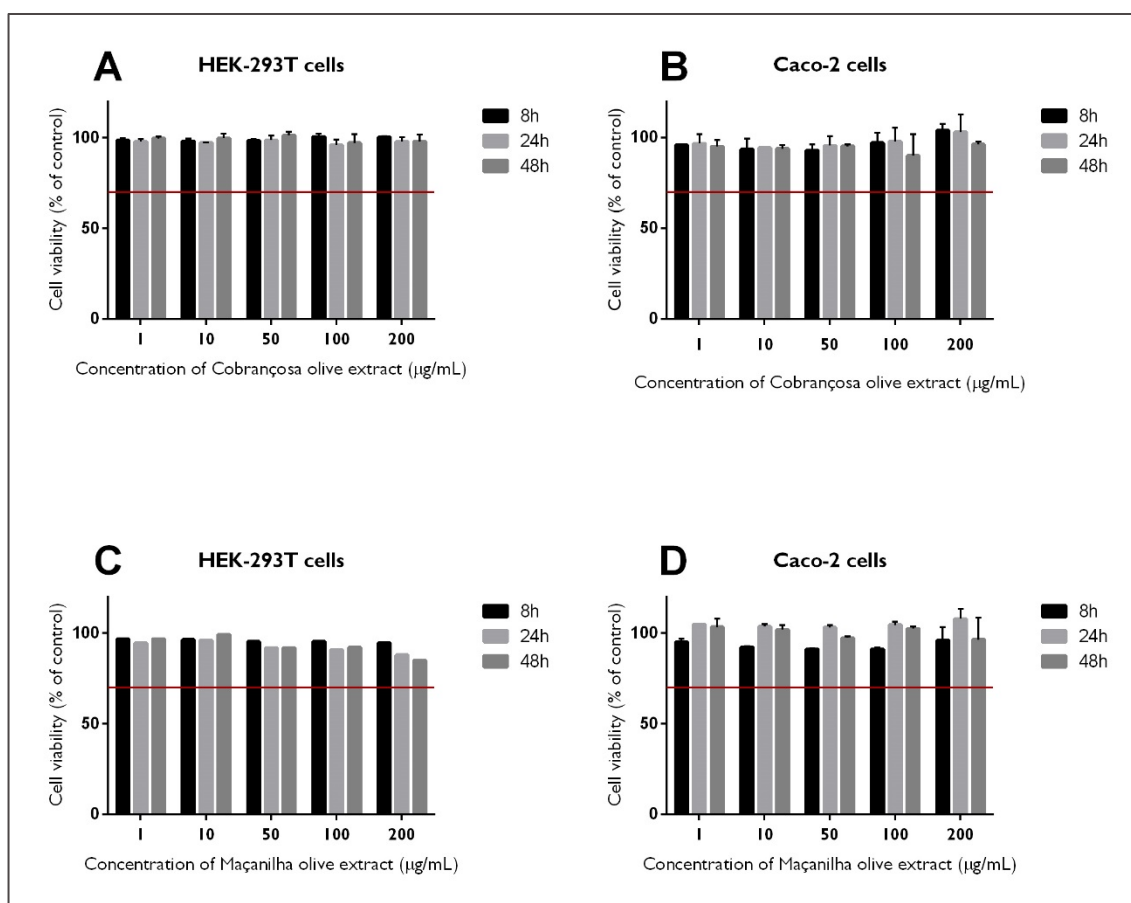 A
HEK-293T cells
Cell viability (% of control)
100
50
0
8h
24h
48h
1 10 50 100 200
Concentration of Cobrançosa olive extract (µg/mL)
B
Caco-2 cells
Cell viability (% of control)
100
50
0
8h
24h
48h
1 10 50 100 200
Concentration of Cobrançosa olive extract (µg/mL)
C
HEK-293T cells
Cell viability (% of control)
100
50
0
8h
24h
48h
1 10 50 100 200
Concentration of Maçanilha olive extract (µg/mL)
D
Caco-2 cells
Cell viability (% of control)
100
50
0
8h
24h
48h
1 10 50 100 200
Concentration of Maçanilha olive extract (µg/mL)